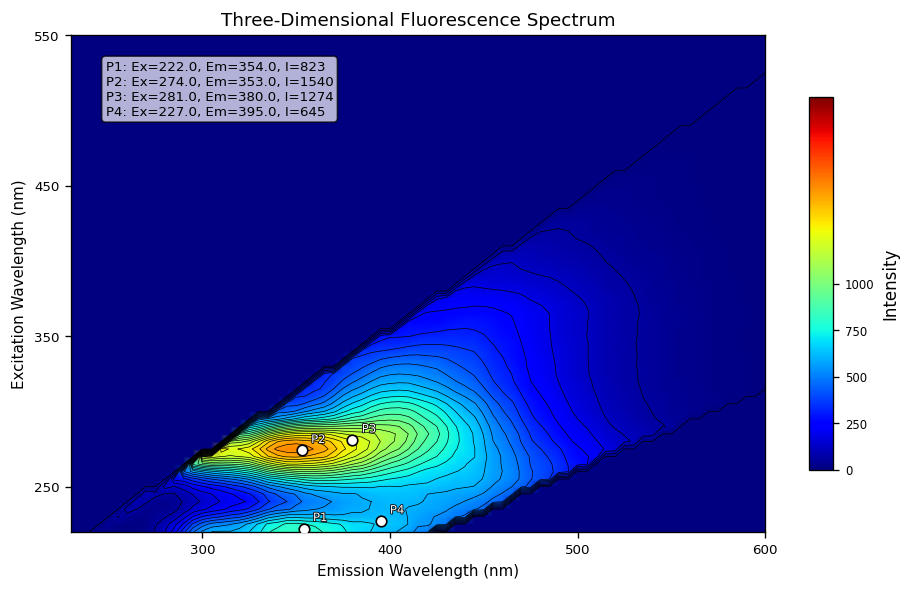 Three-Dimensional Fluorescence Spectrum
550
450
350
250
Excitation Wavelength (nm)
P1: Ex=222.0, Em=354.0, I=823
P2: Ex=274.0, Em=353.0, I=1540
P3: Ex=281.0, Em=380.0, I=1274
P4: Ex=227.0, Em=395.0, I=645
P3
P2
P4
P1
300
400
500
600
Emission Wavelength (nm)
1000
750
500
250
0
Intensity